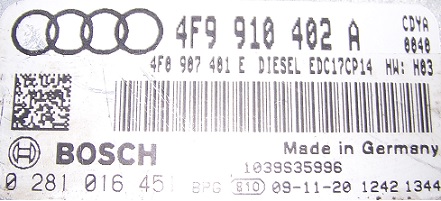 4F9 910 402 A CDYA
0040
4F0 907 401 E DIESEL EDC17CP14 HW: H03
BOSCH
Made in Germany
1039S35996
0 281 016 451 BPG 610 09-11-20 1242 1344